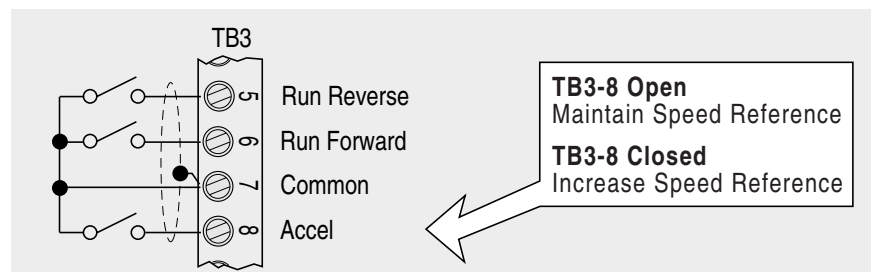 TB3
5 Run Reverse
6 Run Forward
7 Common
8 Accel
TB3-8 Open
Maintain Speed Reference
TB3-8 Closed
Increase Speed Reference